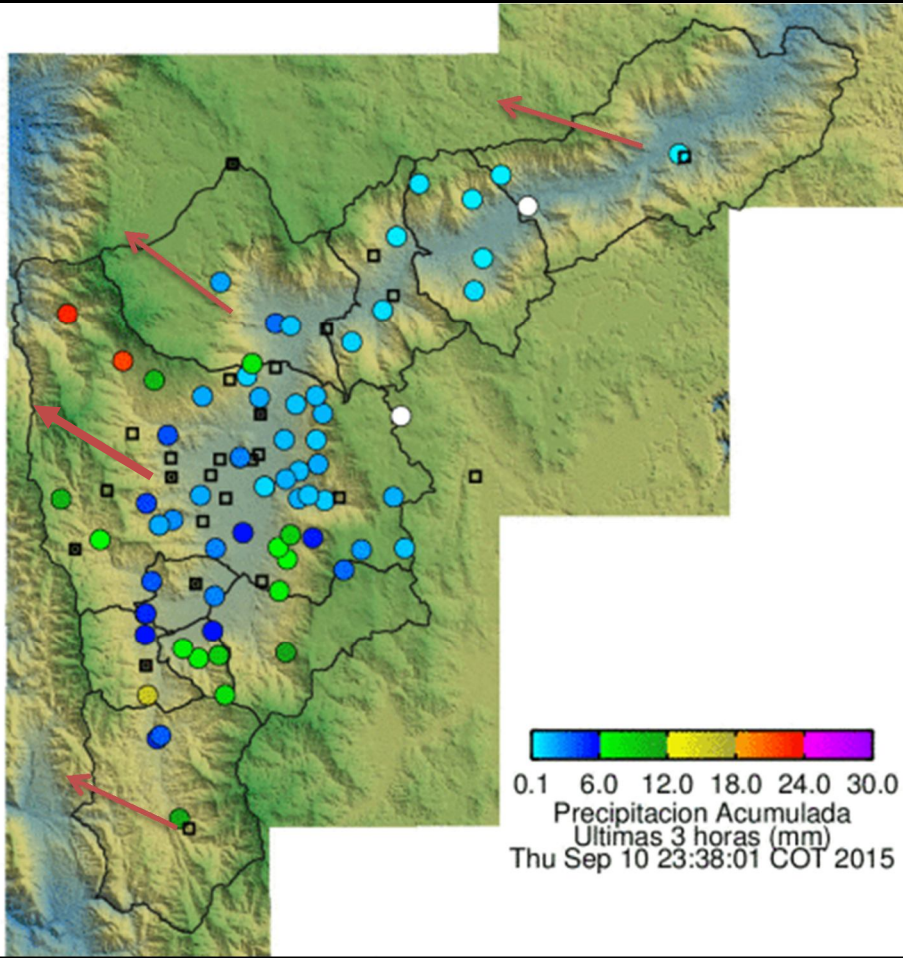 0.1 6.0 12.0 18.0 24.0 30.0
Precipitacion Acumulada
Ultimas 3 horas (mm)
Thu Sep 10 23:38:01 COT 2015